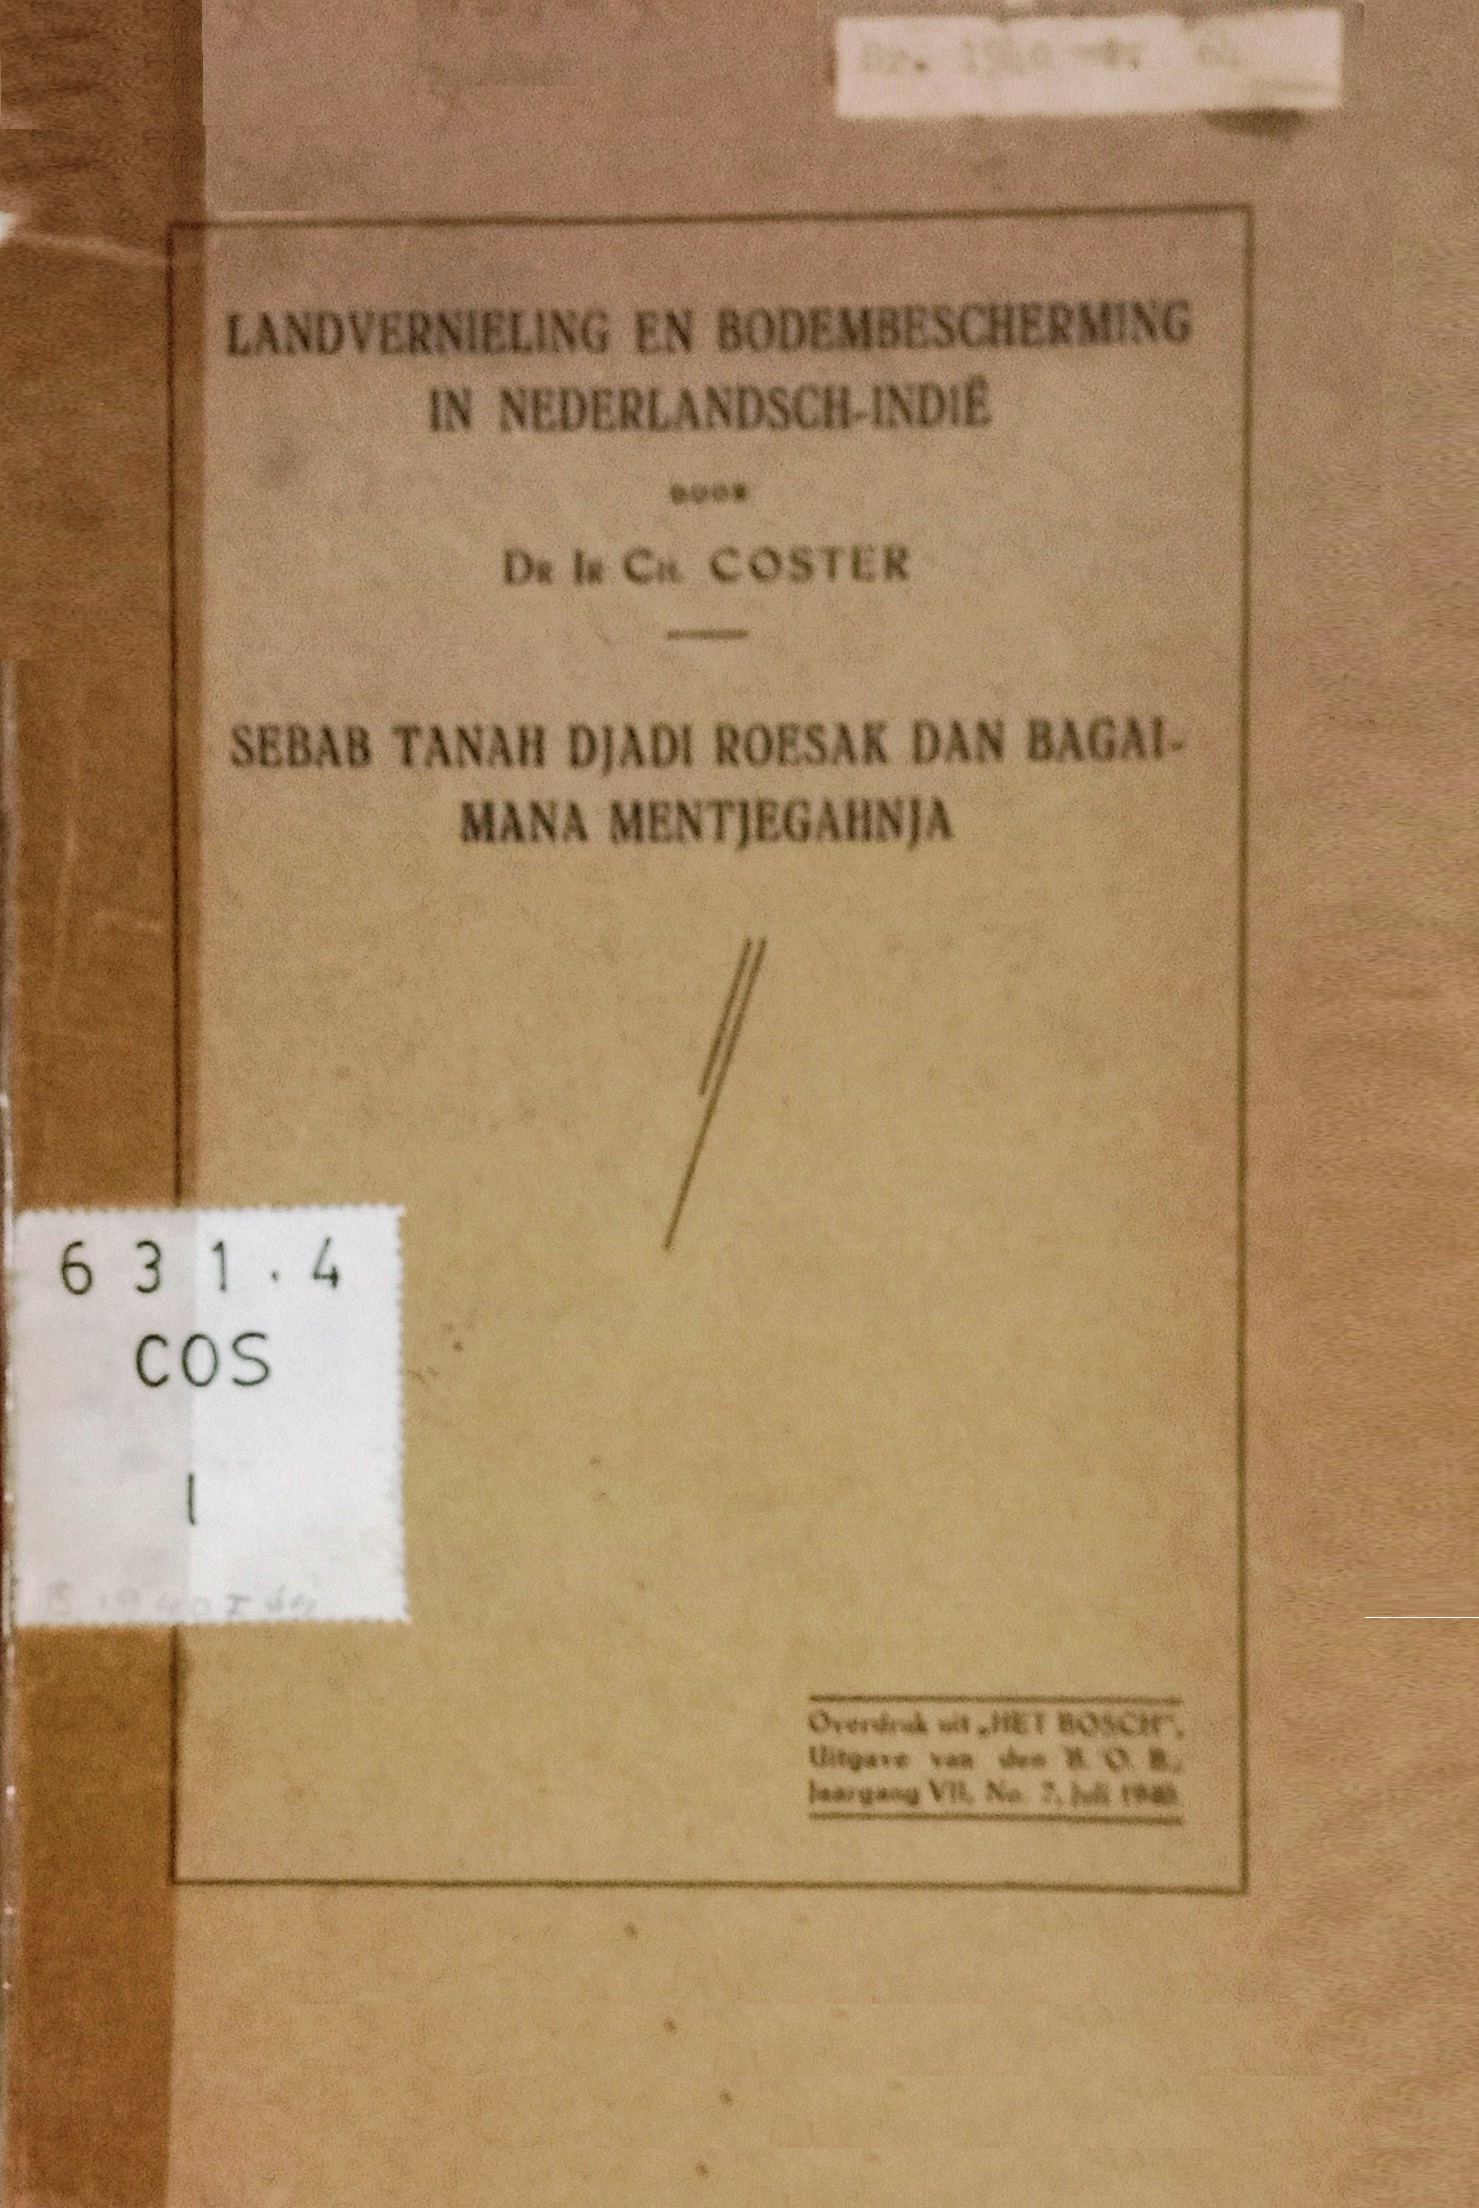 LANDVERNIELING EN BODEMBESCHERMING
IN NEDERLANDSCH-INDIË
DOOR
DR IR CH. COSTER
SEBAB TANAH DJADI ROESAK DAN BAGAI-
MANA MENTJEGAHNJA
631.4
COS
1
Overdruk uit „HET BOSCH",
Uitgave van den B. O. B.,
Jaargang VII, No. 7, Juli 1940.